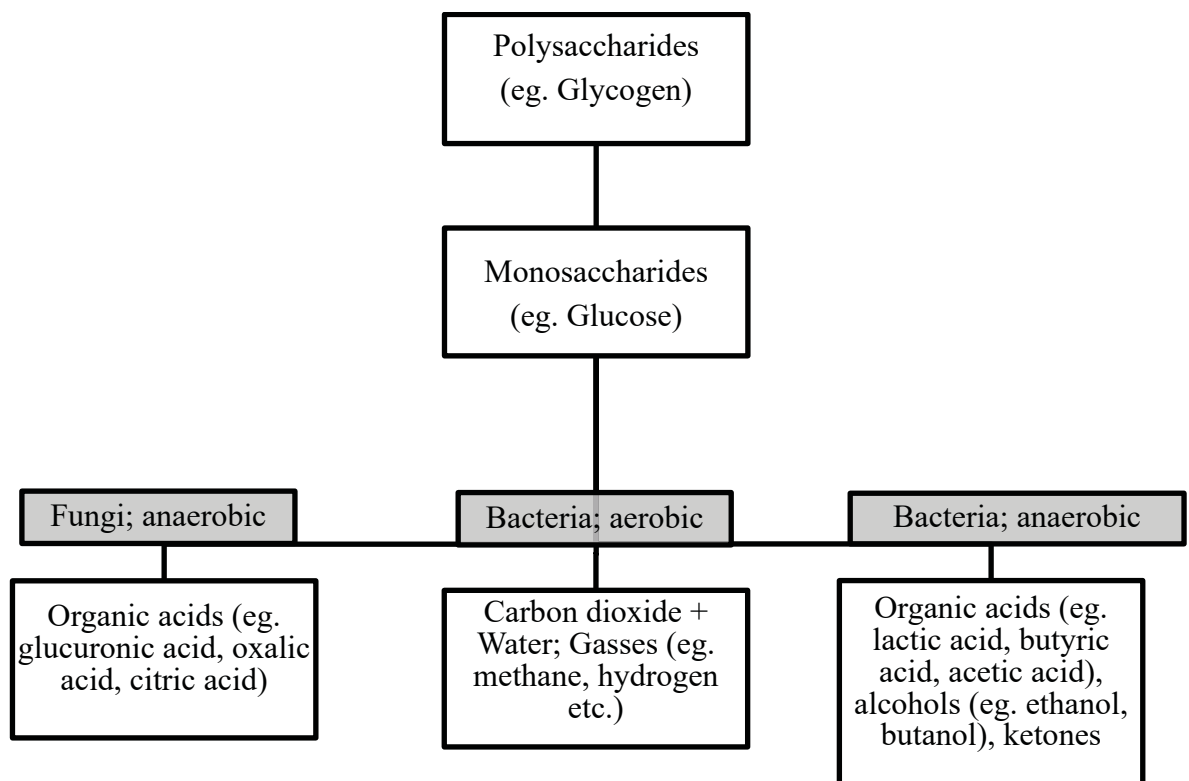 Polysaccharides
(eg. Glycogen)
Monosaccharides
(eg. Glucose)
Fungi; anaerobic
Bacteria; aerobic
Bacteria; anaerobic
Organic acids (eg.
glucuronic acid, oxalic
acid, citric acid)
Carbon dioxide +
Water; Gasses (eg.
methane, hydrogen
etc.)
Organic acids (eg.
lactic acid, butyric
acid, acetic acid),
alcohols (eg. ethanol,
butanol), ketones